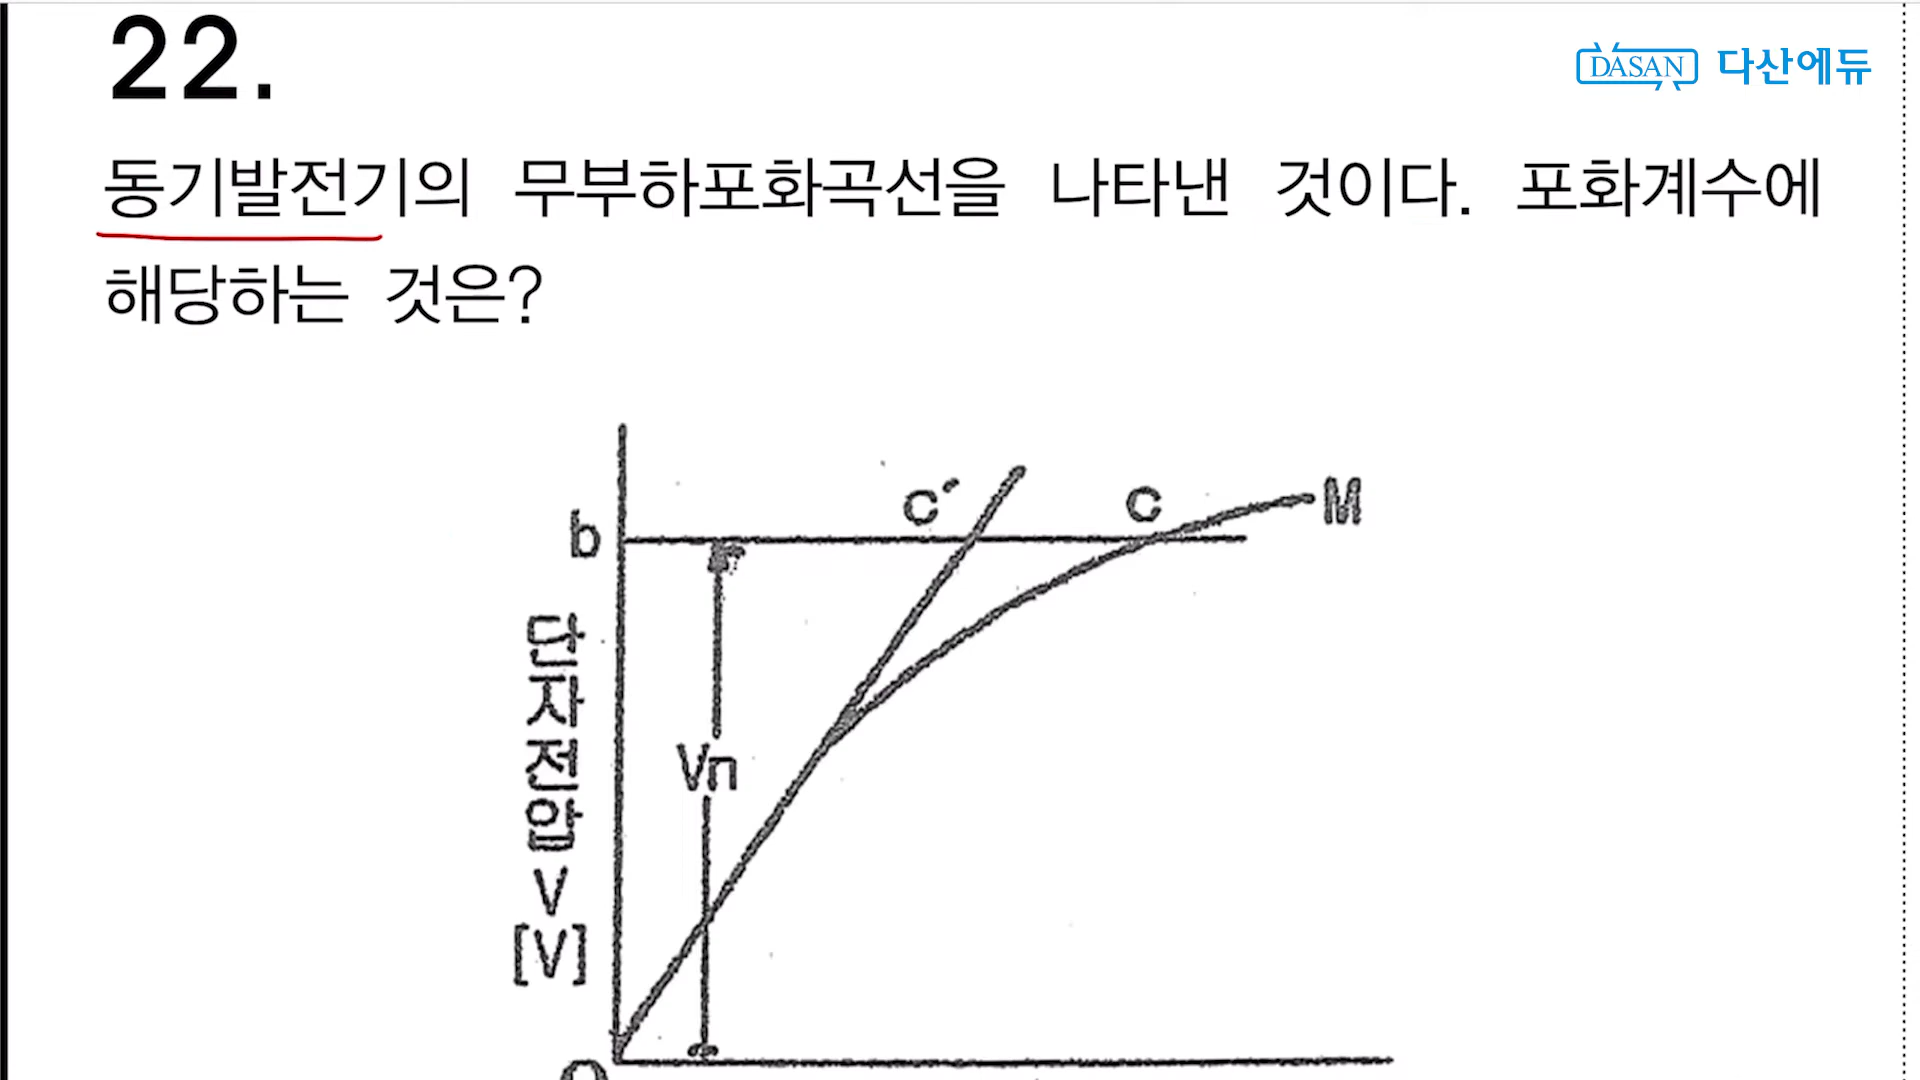 22.
DASAN 다산에듀
동기발전기의 무부하포화곡선을 나타낸 것이다. 포화계수에
해당하는 것은?
c´
c
M
b
단자전압 V [V]
Vn
O